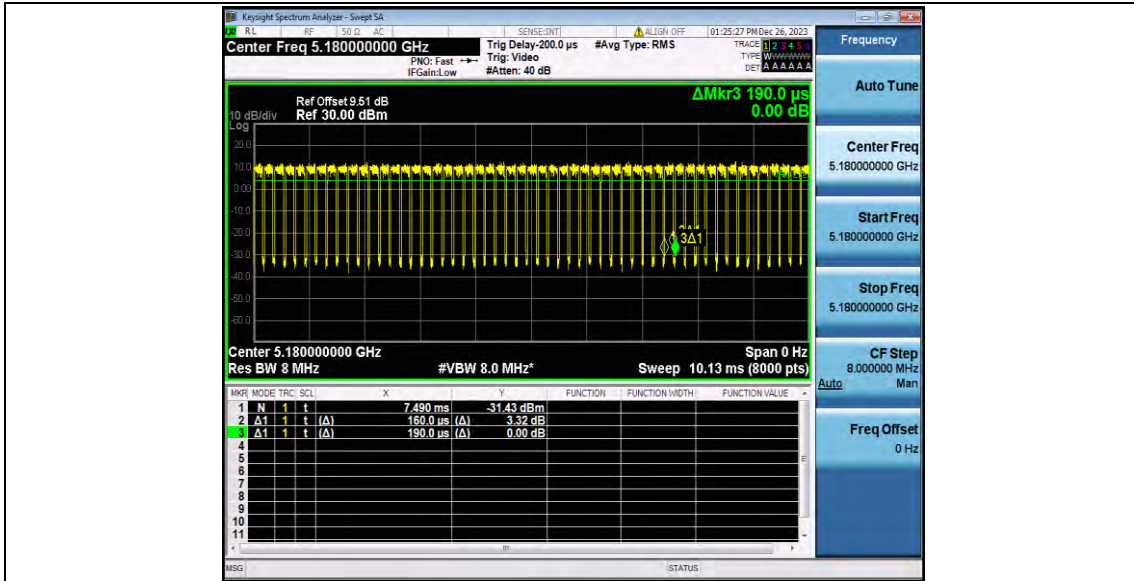 Keysight Spectrum Analyzer - Swept SA
RL RF 50 Ω AC SENSE:INT ALIGN OFF 01:25:27 PM Dec 26, 2023
Center Freq 5.180000000 GHz
PNO: Fast
IFGain:Low
Trig Delay-200.0 µs
Trig: Video
#Atten: 40 dB
#Avg Type: RMS
TRACE 1 2 3 4 5 6
TYPE WWWWWW
DET A A A A A A
Frequency
Auto Tune
Center Freq
5.180000000 GHz
Start Freq
5.180000000 GHz
Stop Freq
5.180000000 GHz
CF Step
8.000000 MHz
Auto Man
Freq Offset
0 Hz
ΔMkr3 190.0 µs
0.00 dB
Ref Offset 9.51 dB
10 dB/div Ref 30.00 dBm
Log
20.0
10.0
0.00
-10.0
-20.0
-30.0
-40.0
-50.0
-60.0
3Δ1
Center 5.180000000 GHz Span 0 Hz
Res BW 8 MHz #VBW 8.0 MHz* Sweep 10.13 ms (8000 pts)
MKR MODE TRC SCL X Y FUNCTION FUNCTION WIDTH FUNCTION VALUE
1 N 1 t 7.490 ms -31.43 dBm
2 Δ1 1 t (Δ) 160.0 µs (Δ) 3.32 dB
3 Δ1 1 t (Δ) 190.0 µs (Δ) 0.00 dB
4
5
6
7
8
9
10
11
MSG STATUS